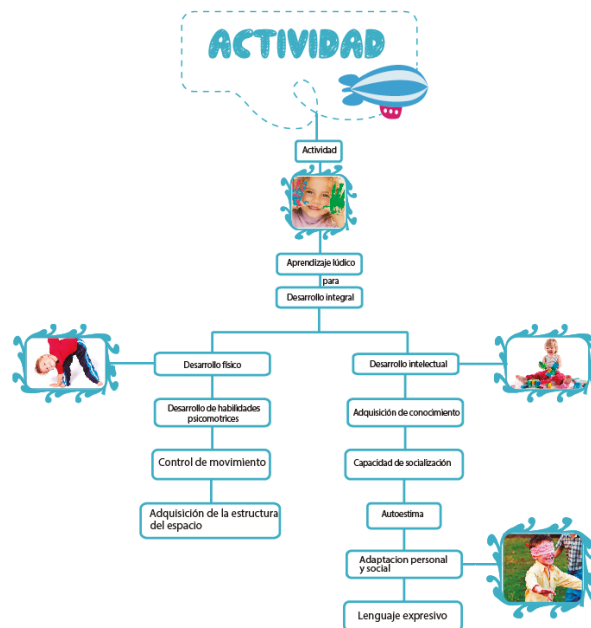 ACTIVIDAD
Actividad
Aprendizaje lúdico
para
Desarrollo integral
Desarrollo físico
Desarrollo de habilidades
psicomotrices
Control de movimiento
Adquisición de la estructura
del espacio
Desarrollo intelectual
Adquisición de conocimiento
Capacidad de socialización
Autoestima
Adaptacion personal
y social
Lenguaje expresivo